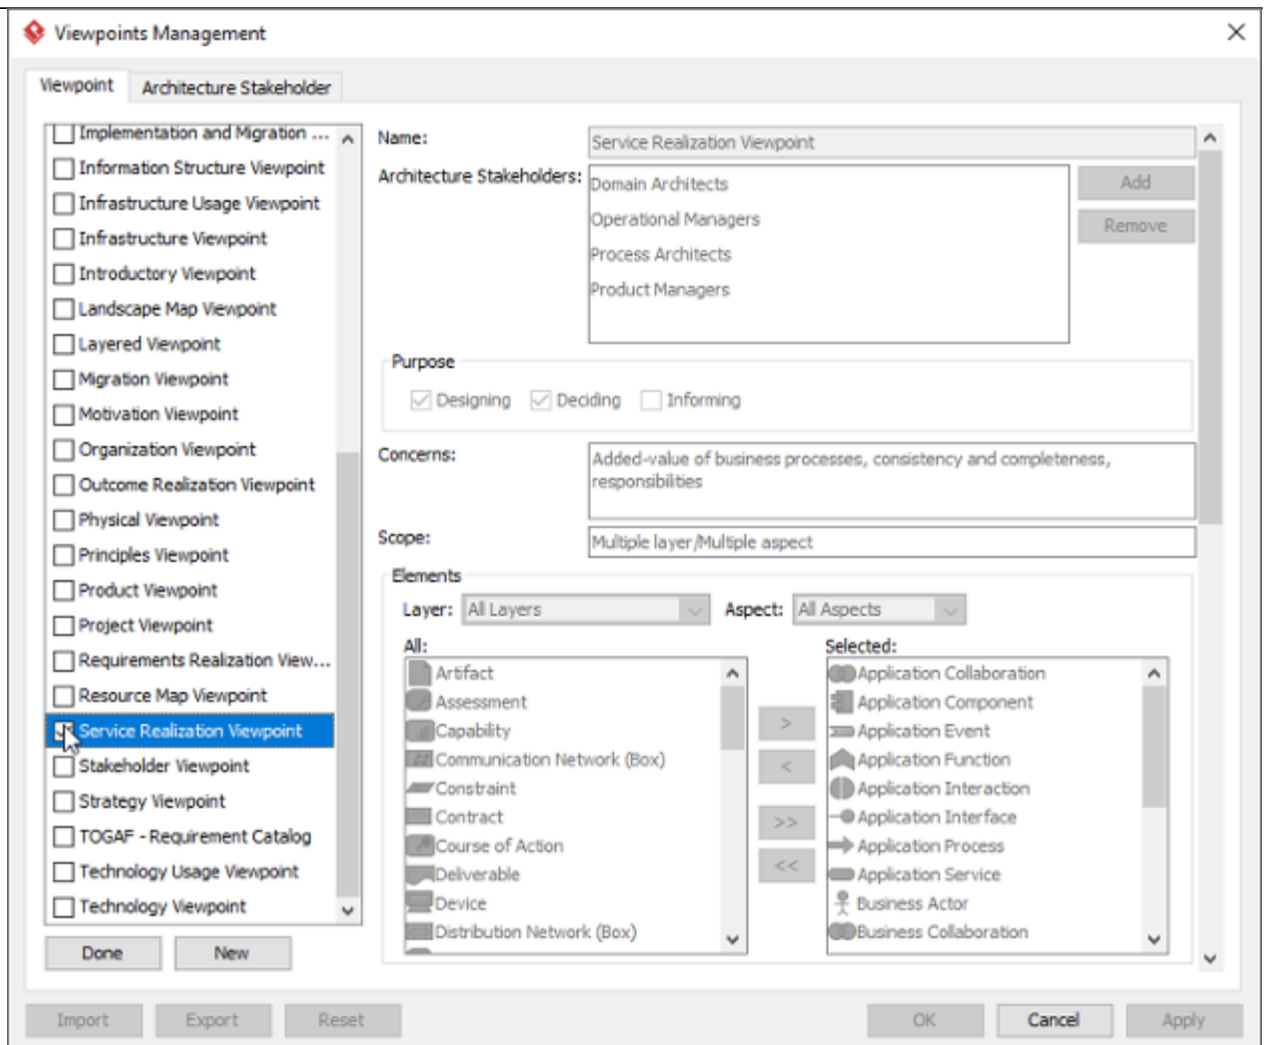 Viewpoints Management
Viewpoint
Architecture Stakeholder
Implementation and Migration ...
Information Structure Viewpoint
Infrastructure Usage Viewpoint
Infrastructure Viewpoint
Introductory Viewpoint
Landscape Map Viewpoint
Layered Viewpoint
Migration Viewpoint
Motivation Viewpoint
Organization Viewpoint
Outcome Realization Viewpoint
Physical Viewpoint
Principles Viewpoint
Product Viewpoint
Project Viewpoint
Requirements Realization View...
Resource Map Viewpoint
Service Realization Viewpoint
Stakeholder Viewpoint
Strategy Viewpoint
TOGAF - Requirement Catalog
Technology Usage Viewpoint
Technology Viewpoint
Done
New
Name:
Service Realization Viewpoint
Architecture Stakeholders:
Domain Architects
Operational Managers
Process Architects
Product Managers
Add
Remove
Purpose
Designing
Deciding
Informing
Concerns:
Added-value of business processes, consistency and completeness,
responsibilities
Scope:
Multiple layer/Multiple aspect
Elements
Layer:
All Layers
Aspect:
All Aspects
All:
Artifact
Assessment
Capability
Communication Network (Box)
Constraint
Contract
Course of Action
Deliverable
Device
Distribution Network (Box)
>
<
>>
<<
Selected:
Application Collaboration
Application Component
Application Event
Application Function
Application Interaction
Application Interface
Application Process
Application Service
Business Actor
Business Collaboration
Import
Export
Reset
OK
Cancel
Apply